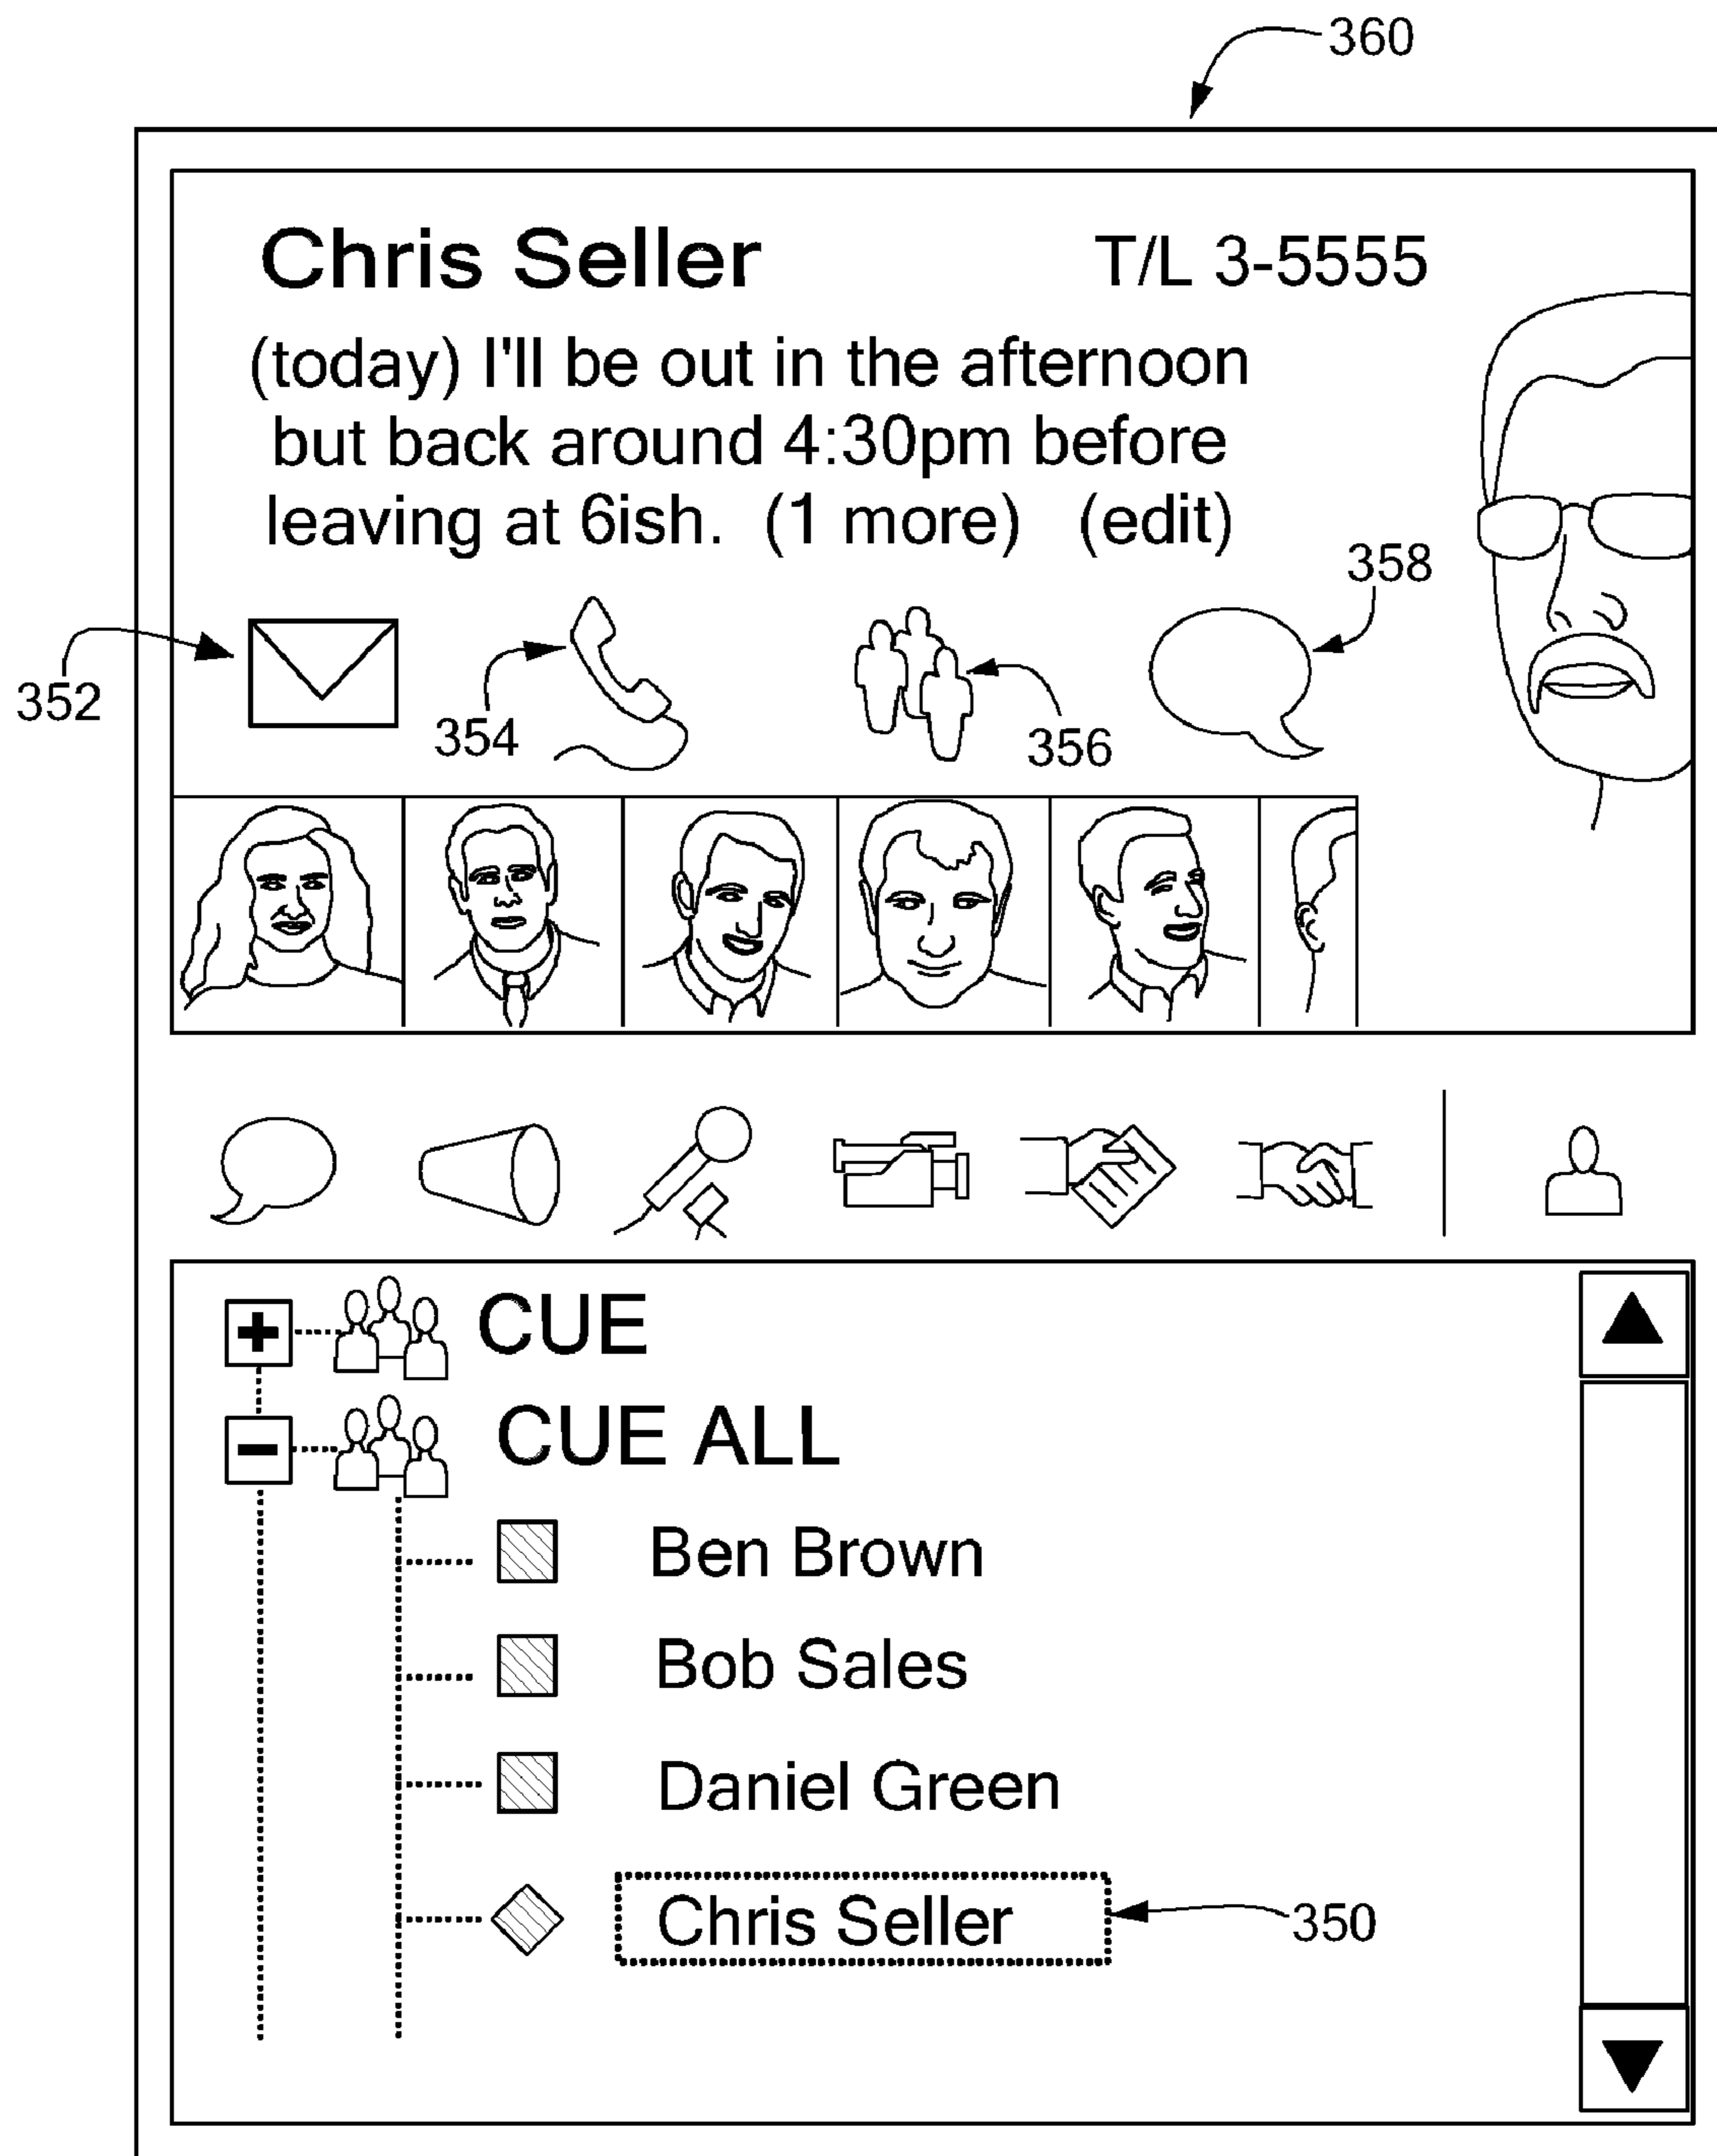 360
Chris Seller
T/L 3-5555
(today) I'll be out in the afternoon
but back around 4:30pm before
leaving at 6ish. (1 more) (edit)
358
352
354
356
CUE
CUE ALL
Ben Brown
Bob Sales
Daniel Green
Chris Seller
350